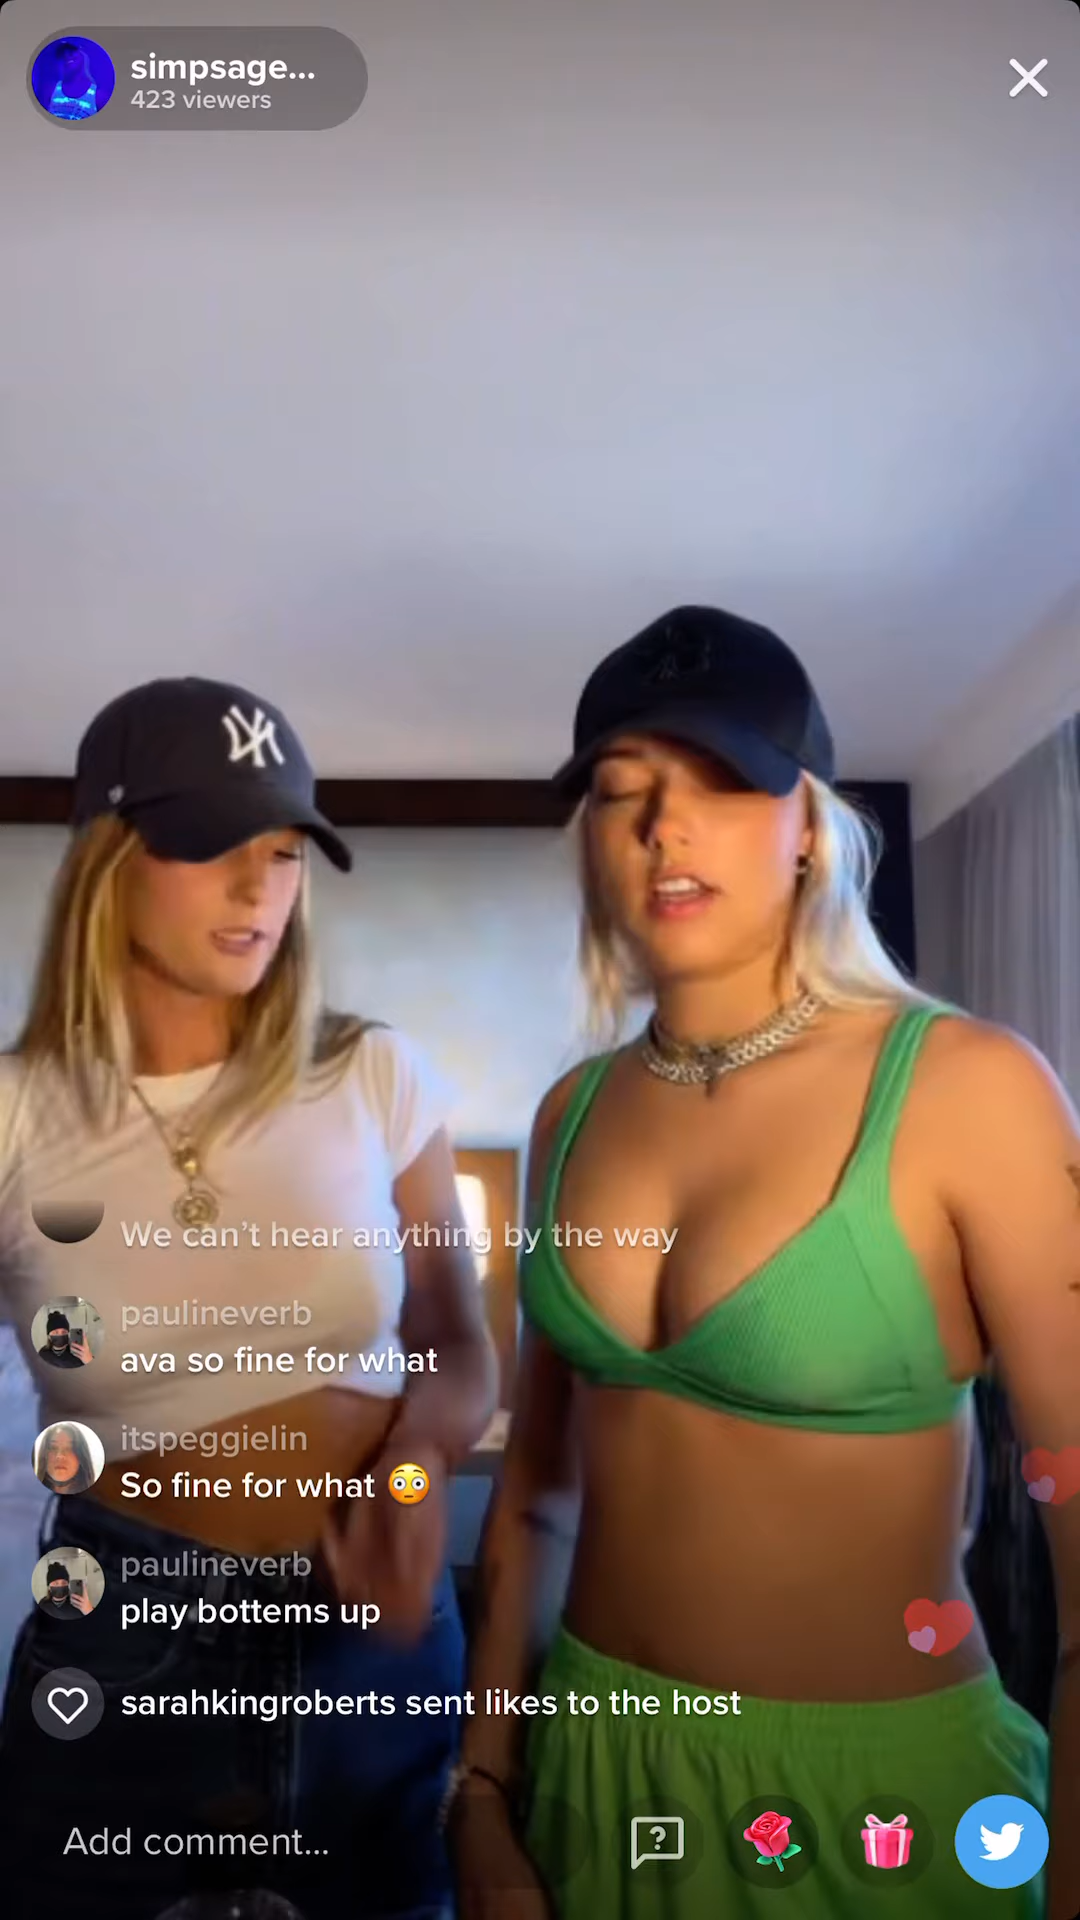 simpsage...
423 viewers
NY
We can't hear anything by the way
paulineverb
ava so fine for what
itspeggielin
So fine for what 😳
paulineverb
play bottems up
sarahkingroberts sent likes to the host
Add comment...
?